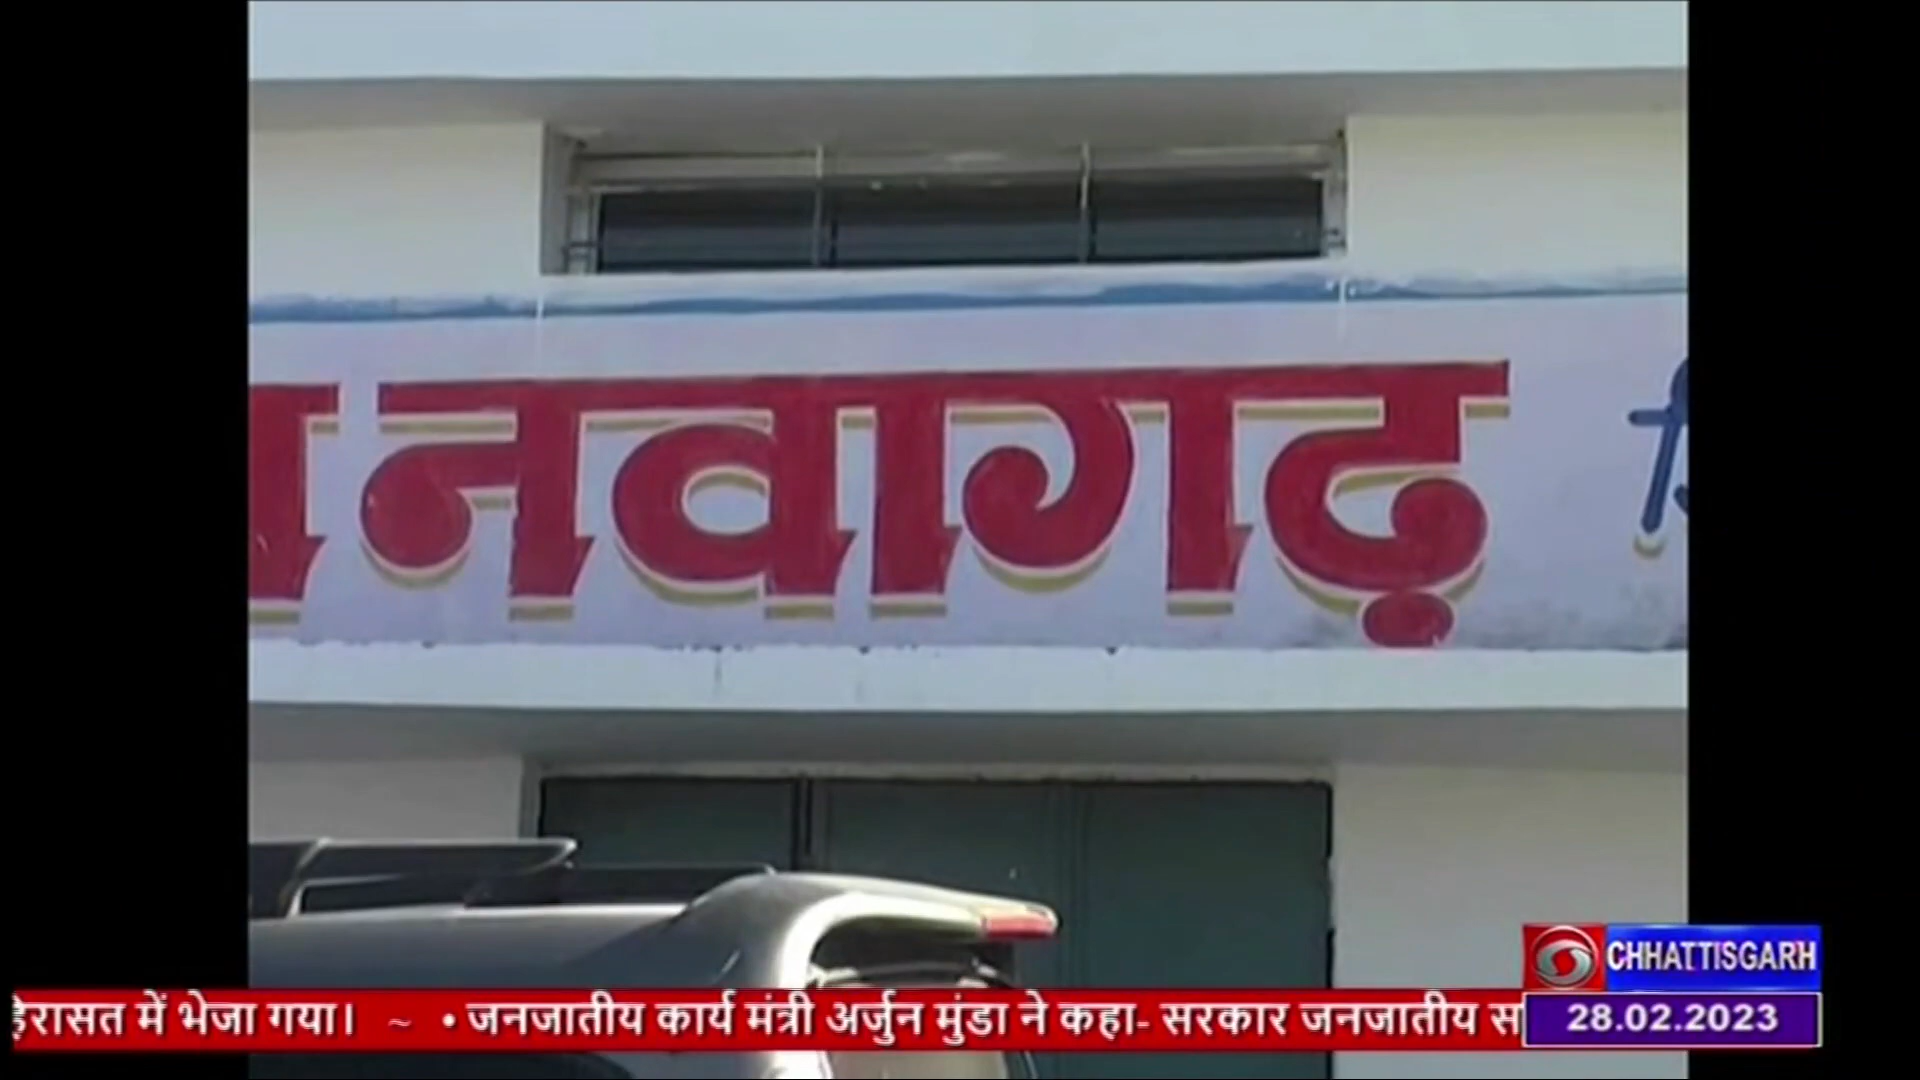 नवागढ़
CHHATTISGARH
हिरासत में भेजा गया। ~ • जनजातीय कार्य मंत्री अर्जुन मुंडा ने कहा- सरकार जनजातीय
28.02.2023